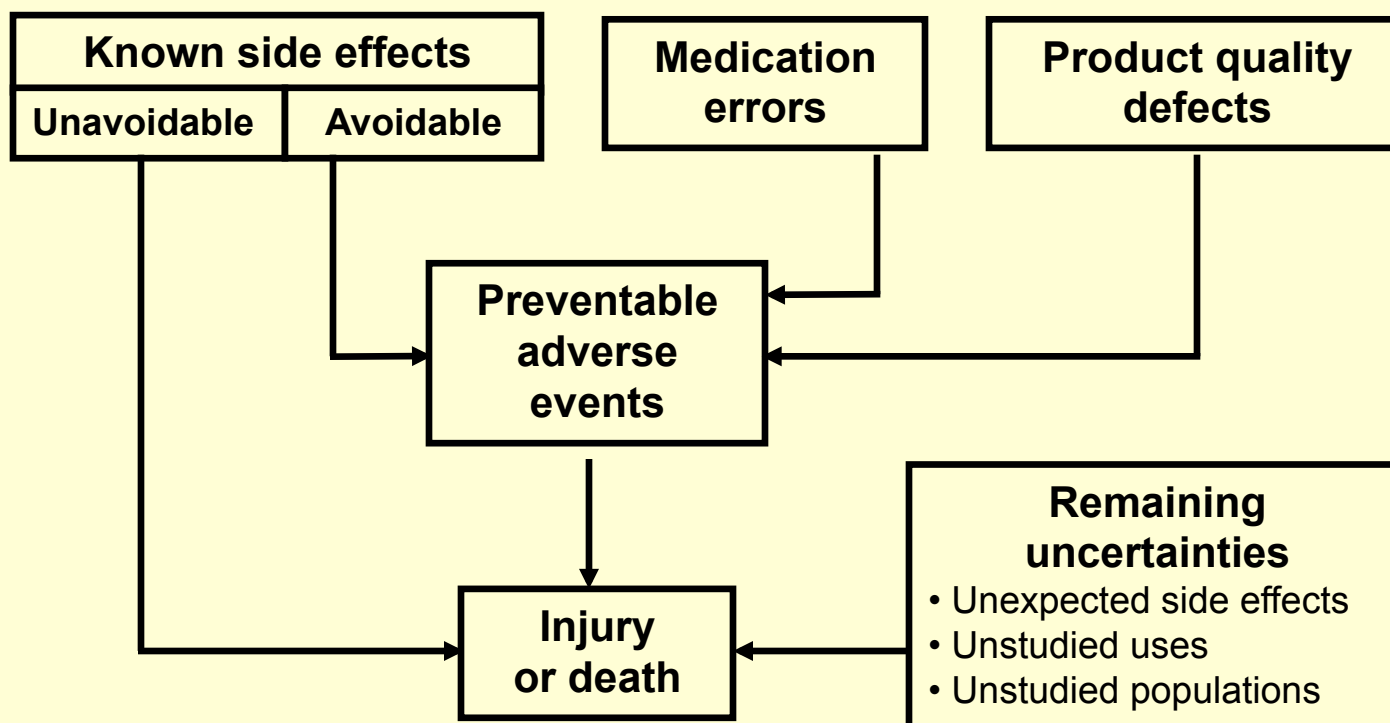 Known side effects
Unavoidable
Avoidable
Medication
errors
Product quality
defects
Preventable
adverse
events
Injury
or death
Remaining
uncertainties
• Unexpected side effects
• Unstudied uses
• Unstudied populations